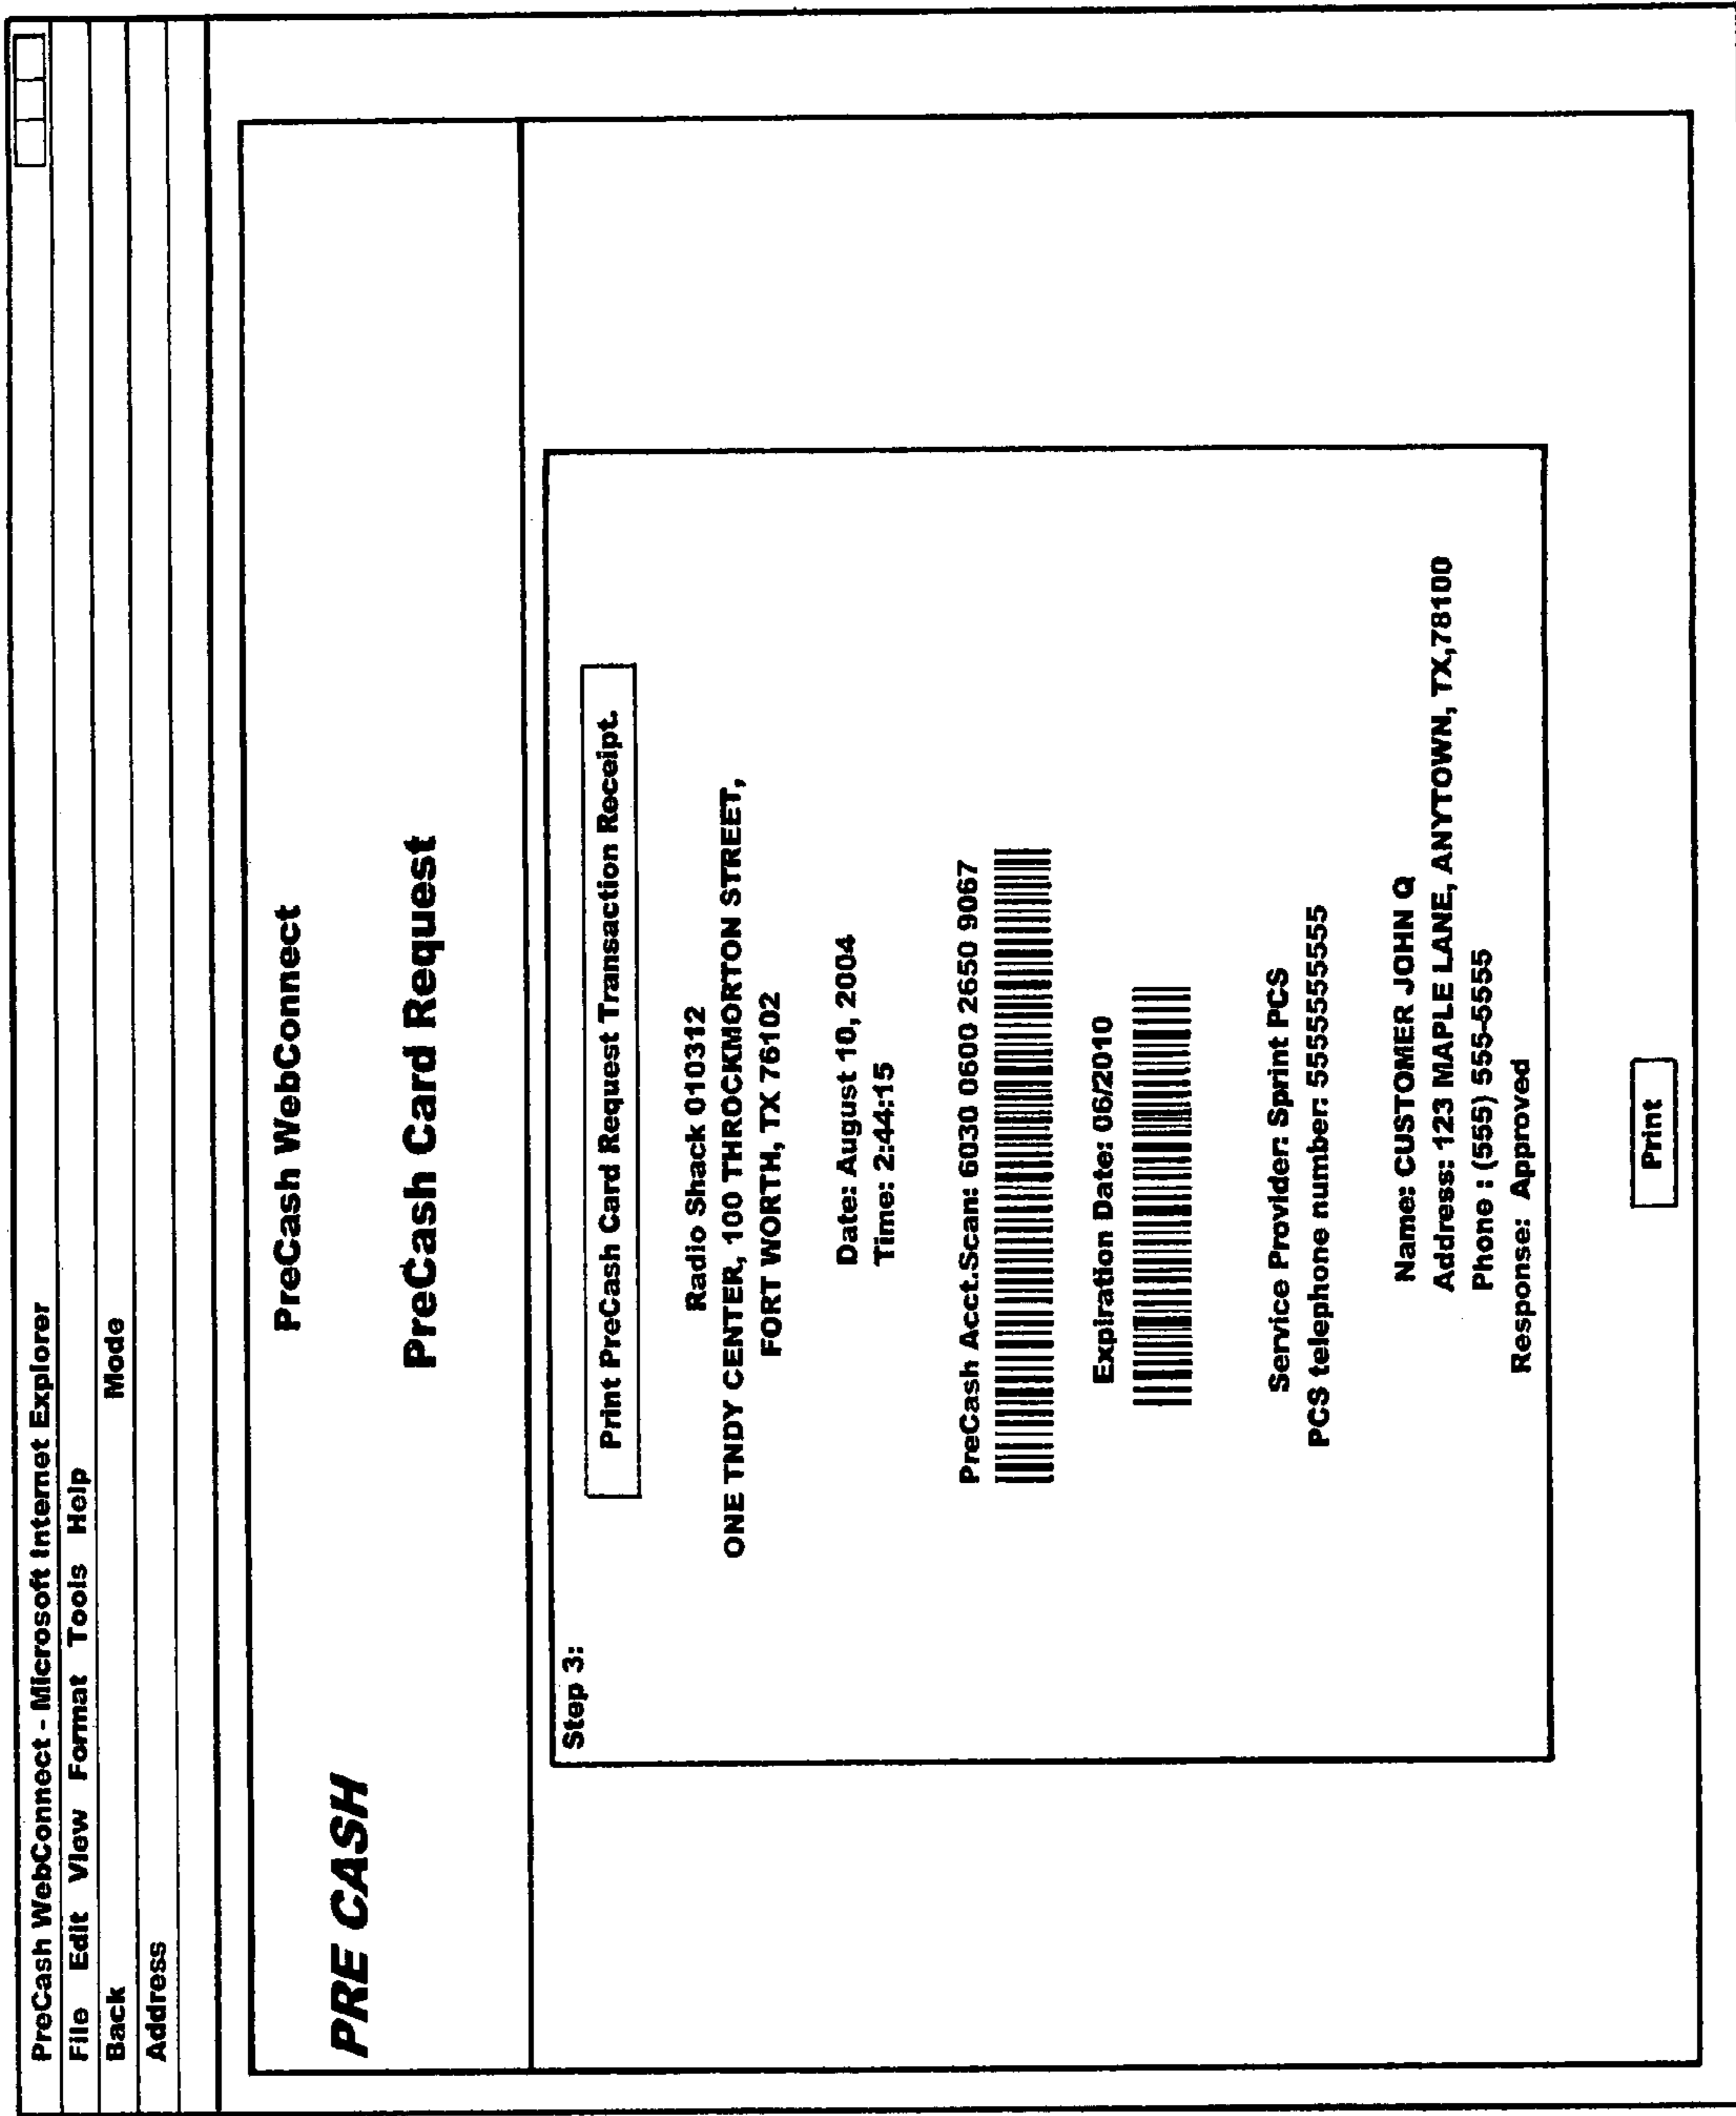 PreCash WebConnect - Microsoft Internet Explorer
File Edit View Format Tools Help
Back Mode
Address
PreCash WebConnect
PRE CASH
PreCash Card Request
Step 3:
Print PreCash Card Request Transaction Receipt.
Radio Shack 010312
ONE TNDY CENTER, 100 THROCKMORTON STREET,
FORT WORTH, TX 76102
Date: August 10, 2004
Time: 2:44:15
PreCash Acct.Scan: 6030 0600 2650 9067
Expiration Date: 06/2010
Service Provider: Sprint PCS
PCS telephone number: 5555555555
Name: CUSTOMER JOHN Q
Address: 123 MAPLE LANE, ANYTOWN, TX,78100
Phone : (555) 555-5555
Response: Approved
Print